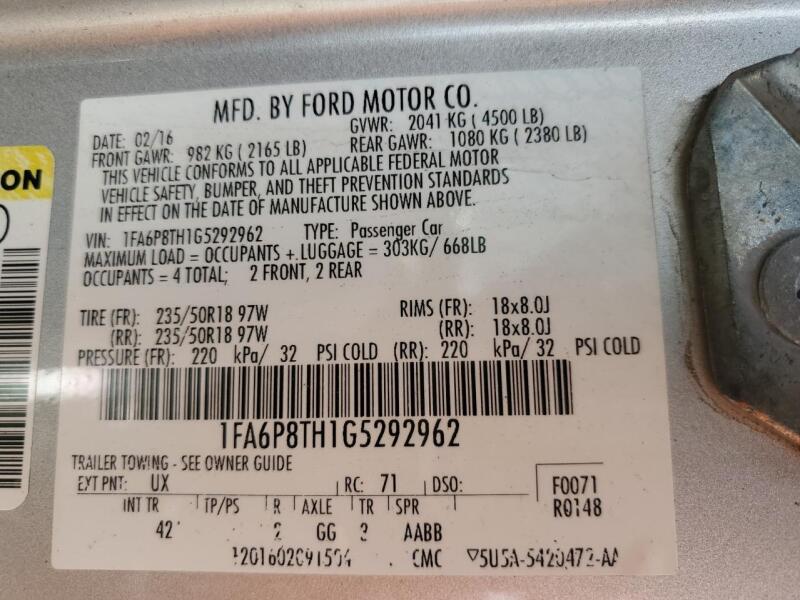 MFD. BY FORD MOTOR CO.
DATE: 02/16 GVWR: 2041 KG ( 4500 LB)
FRONT GAWR: 982 KG ( 2165 LB) REAR GAWR: 1080 KG ( 2380 LB)
THIS VEHICLE CONFORMS TO ALL APPLICABLE FEDERAL MOTOR
VEHICLE SAFETY, BUMPER, AND THEFT PREVENTION STANDARDS
IN EFFECT ON THE DATE OF MANUFACTURE SHOWN ABOVE.
VIN: 1FA6P8TH1G5292962 TYPE: Passenger Car
MAXIMUM LOAD = OCCUPANTS + LUGGAGE = 303KG/ 668LB
OCCUPANTS = 4 TOTAL; 2 FRONT, 2 REAR
TIRE (FR): 235/50R18 97W RIMS (FR): 18x8.0J
(RR): 235/50R18 97W (RR): 18x8.0J
PRESSURE (FR): 220 kPa/ 32 PSI COLD (RR): 220 kPa/ 32 PSI COLD
1FA6P8TH1G5292962
TRAILER TOWING - SEE OWNER GUIDE
EXT PNT: UX RC: 71 DSO: F0071
INT TR TP/PS R AXLE TR SPR R0148
42 2 GG AABB
CMC 5U5A-5420472-AA
ON